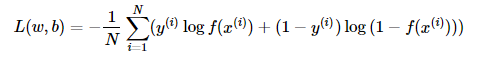 L(w, b) = −\frac{1}{N} \sum_{i=1}^{N} (y^{(i)} \log f(x^{(i)}) + (1 − y^{(i)}) \log (1 − f(x^{(i)})))